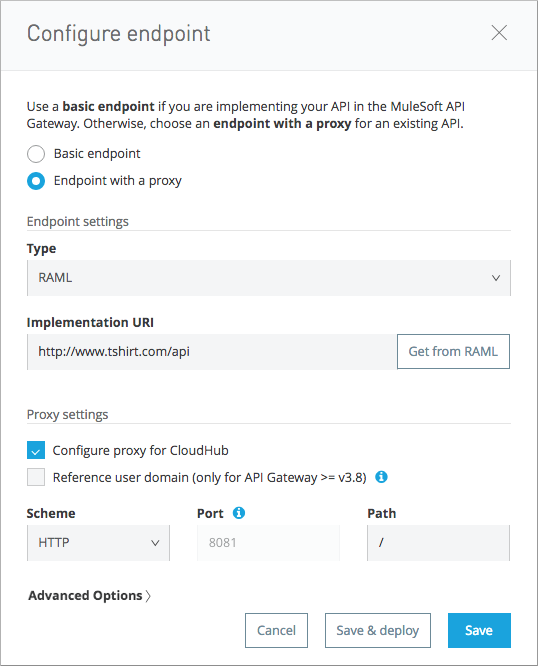 Configure endpoint
Use a basic endpoint if you are implementing your API in the MuleSoft API
Gateway. Otherwise, choose an endpoint with a proxy for an existing API.
Basic endpoint
Endpoint with a proxy
Endpoint settings
Type
RAML
Implementation URI
http://www.tshirt.com/api
Get from RAML
Proxy settings
Configure proxy for CloudHub
Reference user domain (only for API Gateway >= v3.8)
Scheme
Port
Path
HTTP
8081
/
Advanced Options
Cancel
Save & deploy
Save